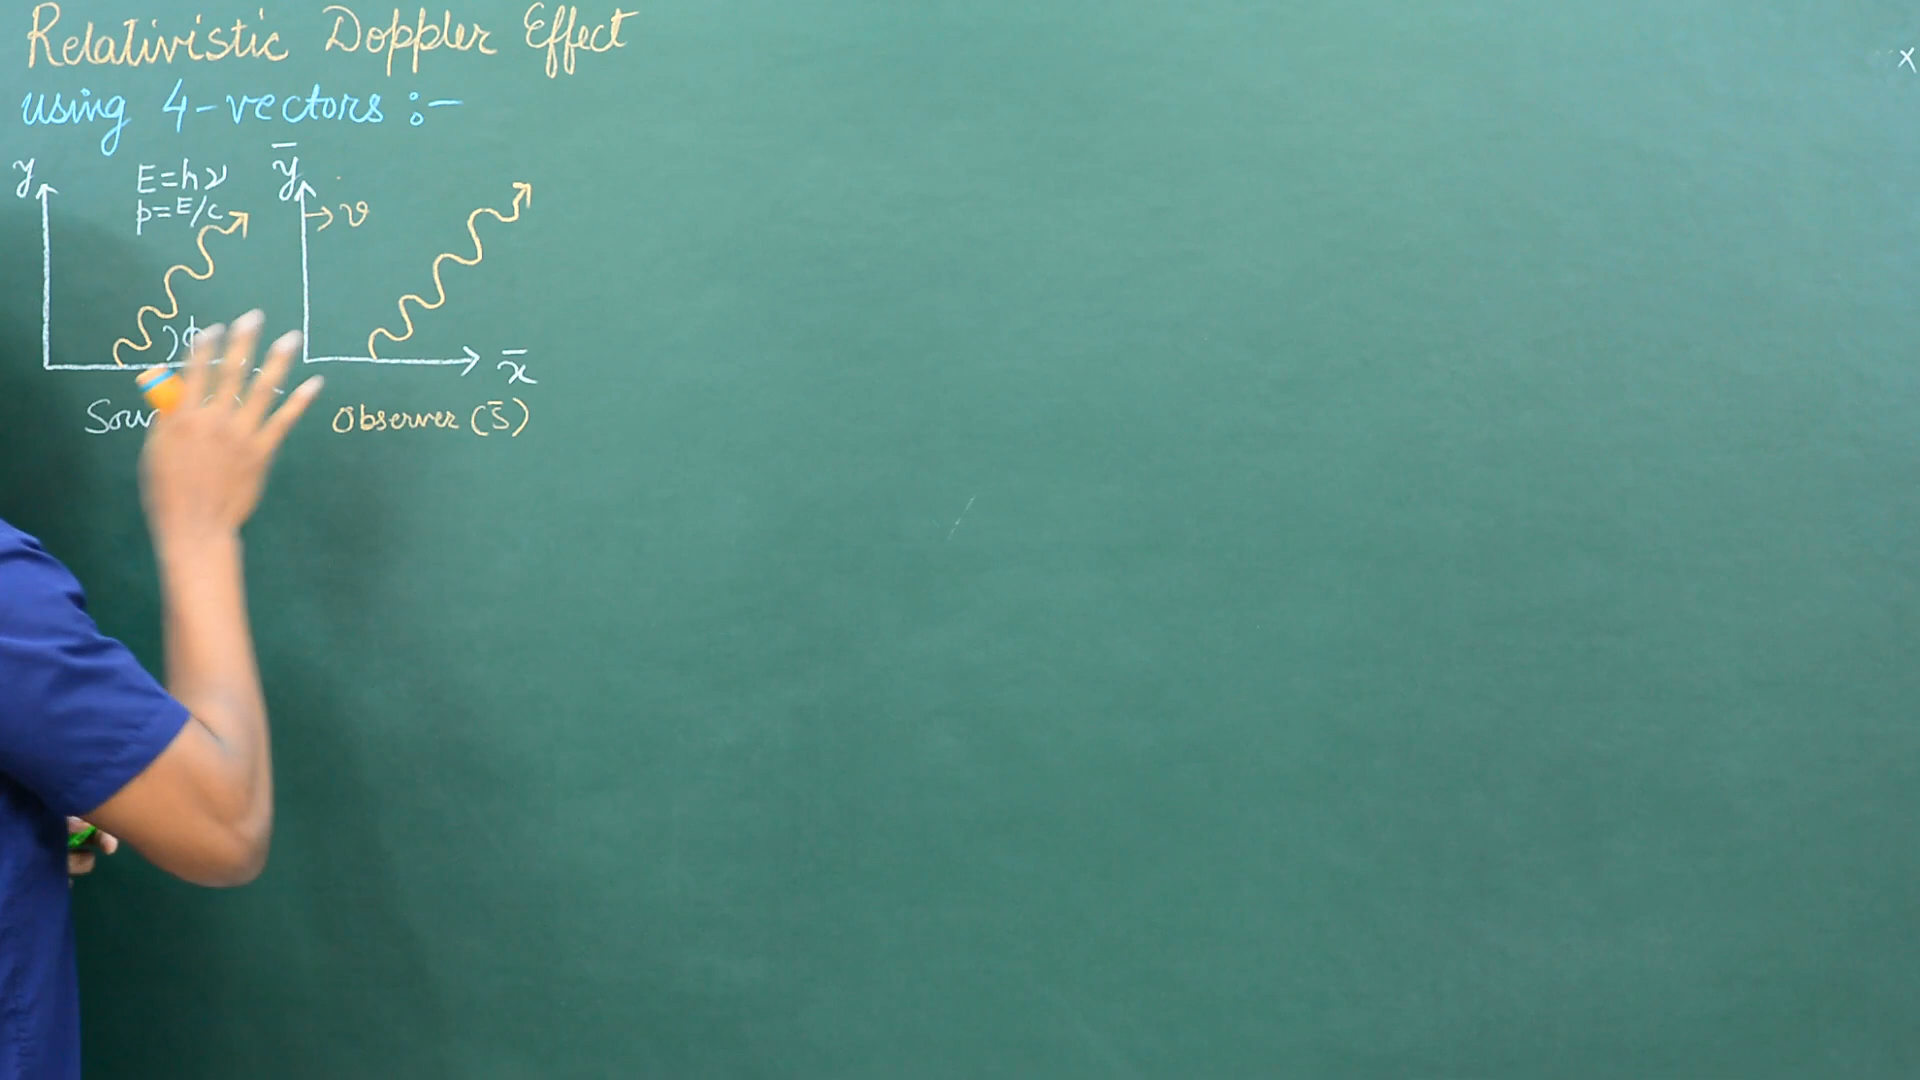 Relativistic Doppler Effect
using 4-vectors :-
y
E=hν
p=E/c
ȳ
→v
ϕ
x̄
Observer (S̄)
x